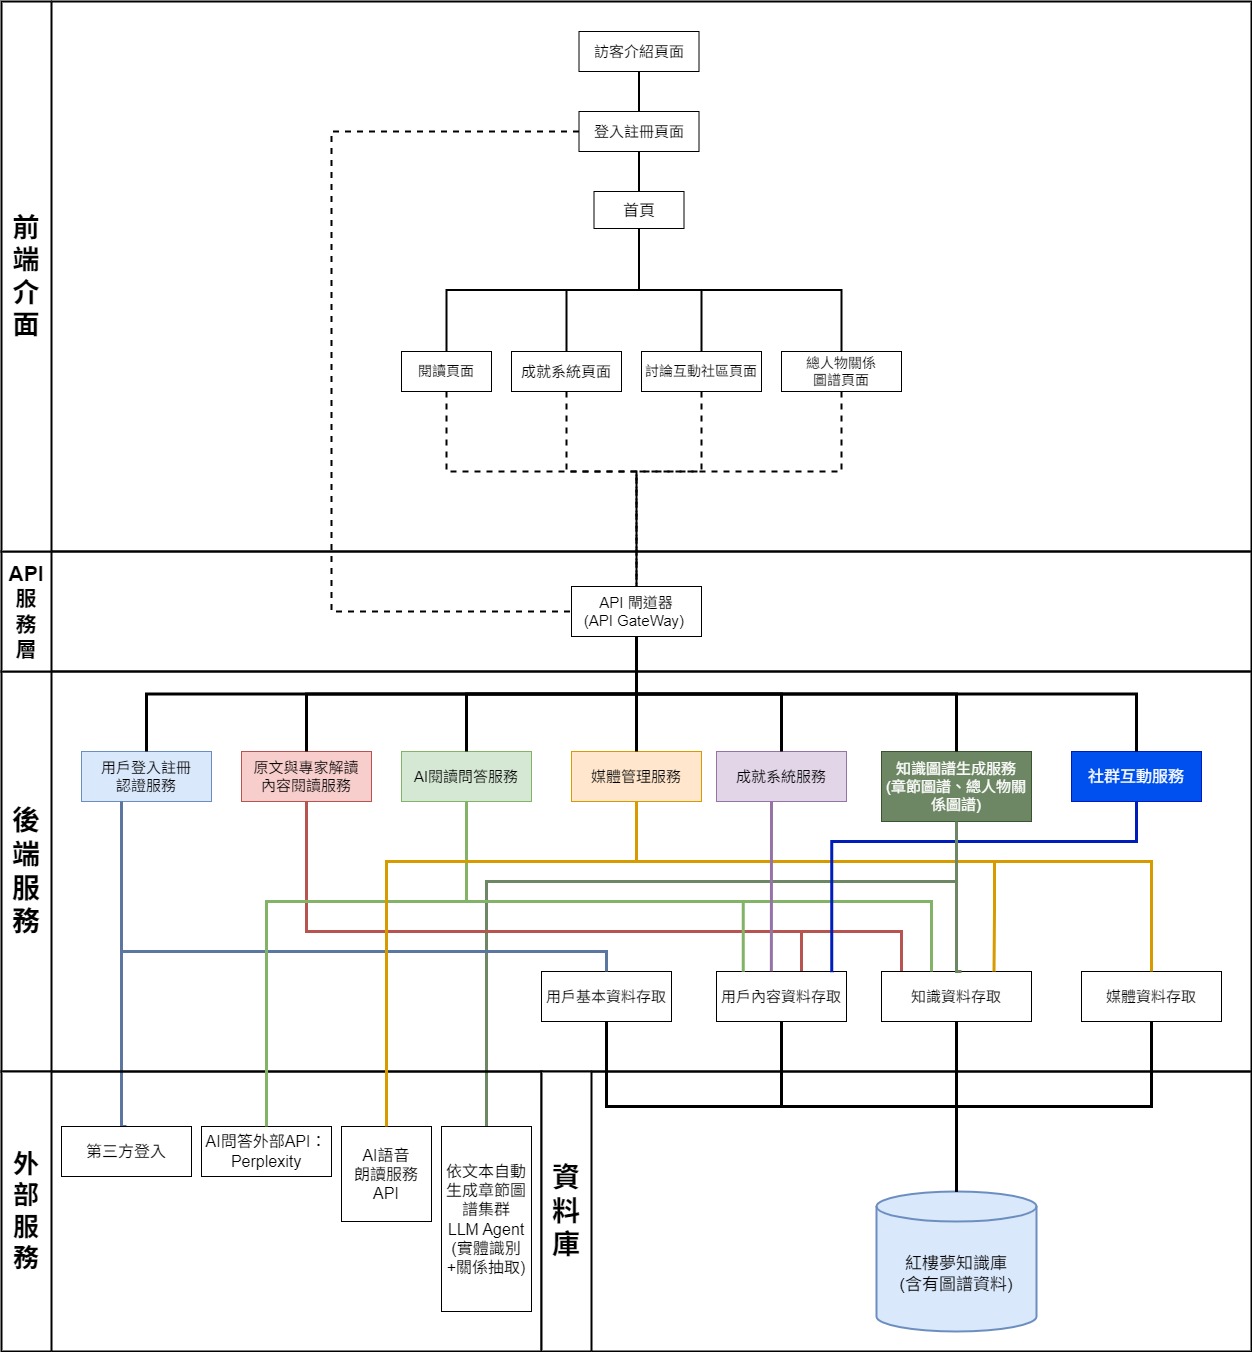 前
端
介
面
訪客介紹頁面
登入註冊頁面
首頁
閱讀頁面
成就系統頁面
討論互動社區頁面
總人物關係
圖譜頁面
API
服
務
層
API 閘道器
(API GateWay)
後
端
服
務
用戶登入註冊
認證服務
原文與專家解讀
內容閱讀服務
AI閱讀問答服務
媒體管理服務
成就系統服務
知識圖譜生成服務
(章節圖譜、總人物關
係圖譜)
社群互動服務
用戶基本資料存取
用戶內容資料存取
知識資料存取
媒體資料存取
外
部
服
務
第三方登入
AI問答外部API：
Perplexity
AI語音
朗讀服務
API
依文本自動
生成章節圖
譜集群
LLM Agent
(實體識別
+關係抽取)
資
料
庫
紅樓夢知識庫
(含有圖譜資料)